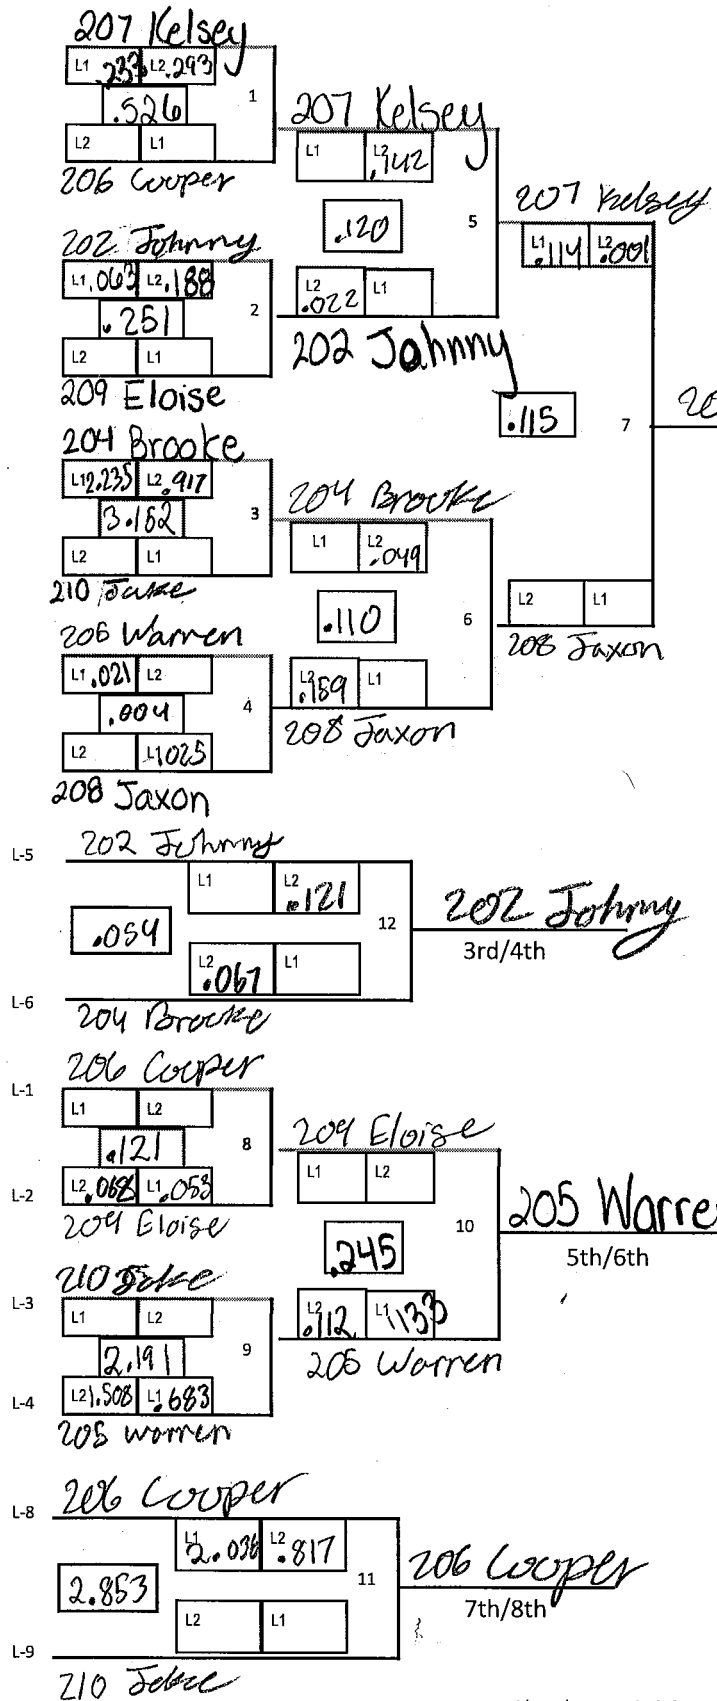 207 Kelsey
L1 .233 L2 .293
.526 1
L2 L1
206 Cooper
202 Johnny
L1 .063 L2 .188
.251 2
L2 L1
209 Eloise
204 Brooke
L1 2.235 L2 .917
3.152 3
L2 L1
210 Jake
205 Warren
L1 .021 L2
.004 4
L2 L1 .025
208 Jaxon
207 Kelsey
L1 L2 .142
.120 5
L2 .022 L1
202 Johnny
204 Brooke
L1 L2 .049
.110 6
L2 .159 L1
208 Jaxon
207 Kelsey
L1 .114 L2 .001
.115 7
20
L2 L1
208 Jaxon
L-5 202 Johnny
L1 L2 .121
.054 12
202 Johnny
3rd/4th
L2 .067 L1
L-6
204 Brooke
206 Cooper
L-1
L1 L2
.121 8
L-2 L2 .068 L1 .053
209 Eloise
210 Jake
L-3
L1 L2
2.191 9
L-4 L2 1.508 L1 .683
205 Warren
209 Eloise
L1 L2
.245 10
L2 .112 L1 .133
205 Warren
205 Warre
5th/6th
206 Cooper
L-8
L1 2.036 L2 .817
2.853 11
206 Cooper
7th/8th
L2 L1
L-9
210 Jake